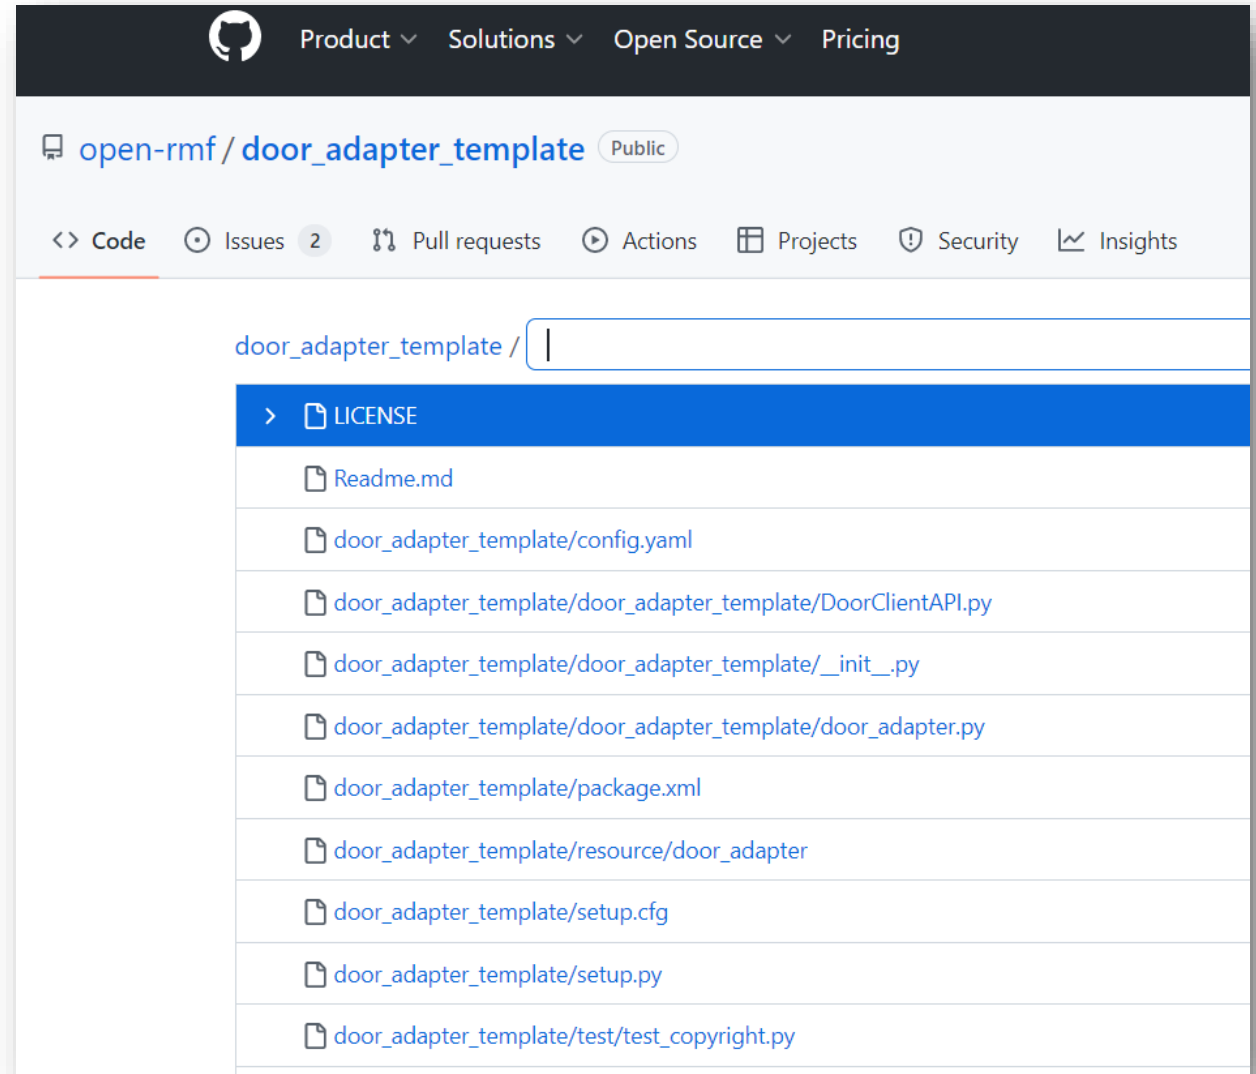 Product Solutions Open Source Pricing
open-rmf / door_adapter_template Public
<> Code Issues 2 Pull requests Actions Projects Security Insights
door_adapter_template /
LICENSE
Readme.md
door_adapter_template/config.yaml
door_adapter_template/door_adapter_template/DoorClientAPI.py
door_adapter_template/door_adapter_template/__init__.py
door_adapter_template/door_adapter_template/door_adapter.py
door_adapter_template/package.xml
door_adapter_template/resource/door_adapter
door_adapter_template/setup.cfg
door_adapter_template/setup.py
door_adapter_template/test/test_copyright.py